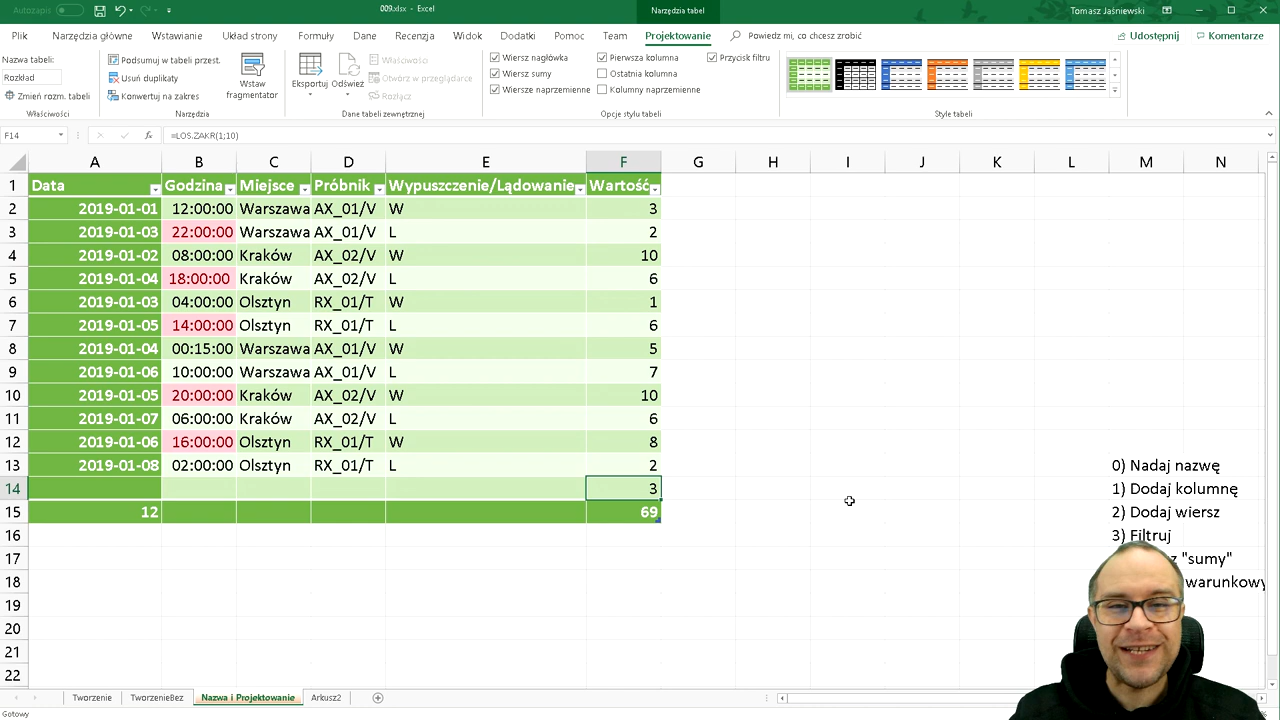 Autozapis
009.xlsx - Excel
Narzędzia tabel
Tomasz Jaśniewski
Plik Narzędzia główne Wstawianie Układ strony Formuły Dane Recenzja Widok Dodatki Pomoc Team Projektowanie Powiedz mi, co chcesz zrobić Udostępnij Komentarze
Nazwa tabeli:
Rozkład
Zmień rozm. tabeli
Właściwości
Podsumuj w tabeli przest.
Usuń duplikaty
Konwertuj na zakres
Wstaw fragmentator
Narzędzia
Eksportuj Odśwież
Właściwości
Otwórz w przeglądarce
Rozłącz
Dane tabeli zewnętrznej
Wiersz nagłówka Pierwsza kolumna Przycisk filtru
Wiersz sumy Ostatnia kolumna
Wiersze naprzemienne Kolumny naprzemienne
Opcje stylu tabeli
Style tabeli
F14 fx =LOS.ZAKR(1;10)
A B C D E F G H I J K L M N
1 Data Godzina Miejsce Próbnik Wypuszczenie/Lądowanie Wartość
2 2019-01-01 12:00:00 Warszawa AX_01/V W 3
3 2019-01-03 22:00:00 Warszawa AX_01/V L 2
4 2019-01-02 08:00:00 Kraków AX_02/V W 10
5 2019-01-04 18:00:00 Kraków AX_02/V L 6
6 2019-01-03 04:00:00 Olsztyn RX_01/T W 1
7 2019-01-05 14:00:00 Olsztyn RX_01/T L 6
8 2019-01-04 00:15:00 Warszawa AX_01/V W 5
9 2019-01-06 10:00:00 Warszawa AX_01/V L 7
10 2019-01-05 20:00:00 Kraków AX_02/V W 10
11 2019-01-07 06:00:00 Kraków AX_02/V L 6
12 2019-01-06 16:00:00 Olsztyn RX_01/T W 8
13 2019-01-08 02:00:00 Olsztyn RX_01/T L 2 0) Nadaj nazwę
14 3 1) Dodaj kolumnę
15 12 69 2) Dodaj wiersz
16 3) Filtruj
17 "sumy"
18 warunkowy
19
20
21
22
Tworzenie TworzenieBez Nazwa i Projektowanie Arkusz2
Gotowy